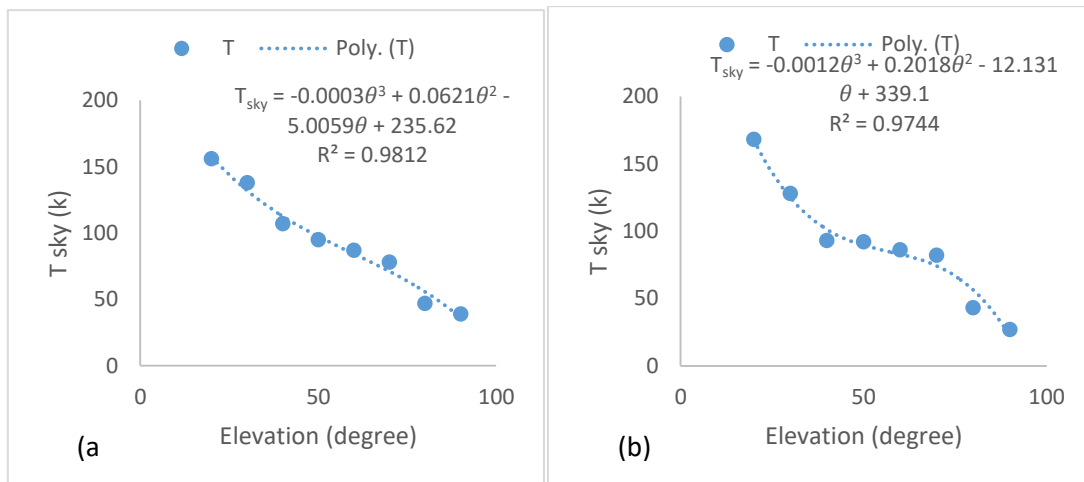 T Poly. (T)
T_sky = -0.0003θ³ + 0.0621θ² -
5.0059θ + 235.62
R² = 0.9812
200
150
100
50
0
T sky (k)
0 50 100
Elevation (degree)
(a
T Poly. (T)
T_sky = -0.0012θ³ + 0.2018θ² - 12.131
θ + 339.1
R² = 0.9744
200
150
100
50
0
T sky (k)
0 50 100
Elevation (degree)
(b)